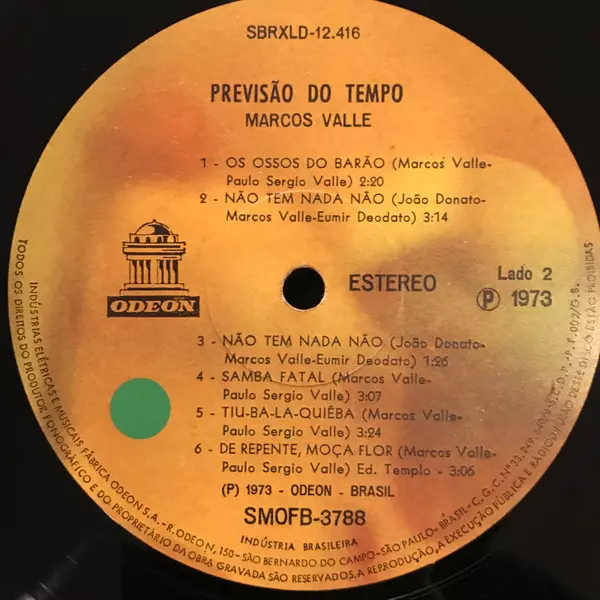 SBRXLD-12.416
PREVISÃO DO TEMPO
MARCOS VALLE
1 - OS OSSOS DO BARÃO (Marcos Valle-
Paulo Sergio Valle) 2:20
2 - NÃO TEM NADA NÃO (João Donato-
Marcos Valle-Eumir Deodato) 3:14
ODEON
ESTEREO
Lado 2
Ⓟ 1973
3 - NÃO TEM NADA NÃO (João Donato-
Marcos Valle-Eumir Deodato) 1:26
4 - SAMBA FATAL (Marcos Valle-
Paulo Sergio Valle) 3:07
5 - TIU-BA-LA-QUIÊBA (Marcos Valle-
Paulo Sergio Valle) 3:24
6 - DE REPENTE, MOÇA FLOR (Marcos Valle-
Paulo Sergio Valle) Ed. Templo - 3:06
(P) 1973 - ODEON - BRASIL
SMOFB-3788
INDÚSTRIA BRASILEIRA
INDÚSTRIAS ELÉTRICAS E MUSICAIS FÁBRICA ODEON S.A.-R. ODEON, 150-SÃO BERNARDO DO CAMPO-SÃO PAULO-BRASIL-C.G.C. Nº 33.249.640/ S.C.D.P.-P.F.002/G.B.
TODOS OS DIREITOS DO PRODUTOR FONOGRÁFICO E DO PROPRIETÁRIO DA OBRA GRAVADA SÃO RESERVADOS. A REPRODUÇÃO, A EXECUÇÃO PÚBLICA E RADIODIFUSÃO DESTE DISCO ESTÃO PROIBIDAS